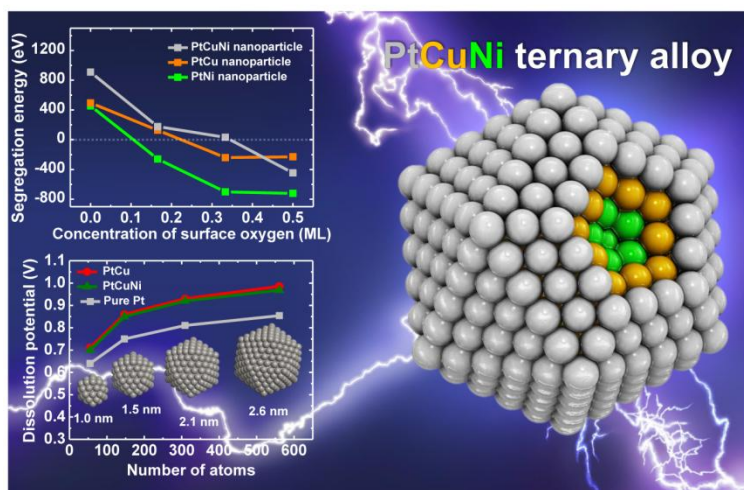 PtCuNi ternary alloy
Segregation energy (eV)
1200
800
400
0
-400
-800
PtCuNi nanoparticle
PtCu nanoparticle
PtNi nanoparticle
0.0 0.1 0.2 0.3 0.4 0.5
Concentration of surface oxygen (ML)
Dissolution potential (V)
1.1
1.0
0.9
0.8
0.7
0.6
0.5
0.4
0.3
PtCu
PtCuNi
Pure Pt
1.0 nm
1.5 nm
2.1 nm
2.6 nm
0 100 200 300 400 500 600
Number of atoms